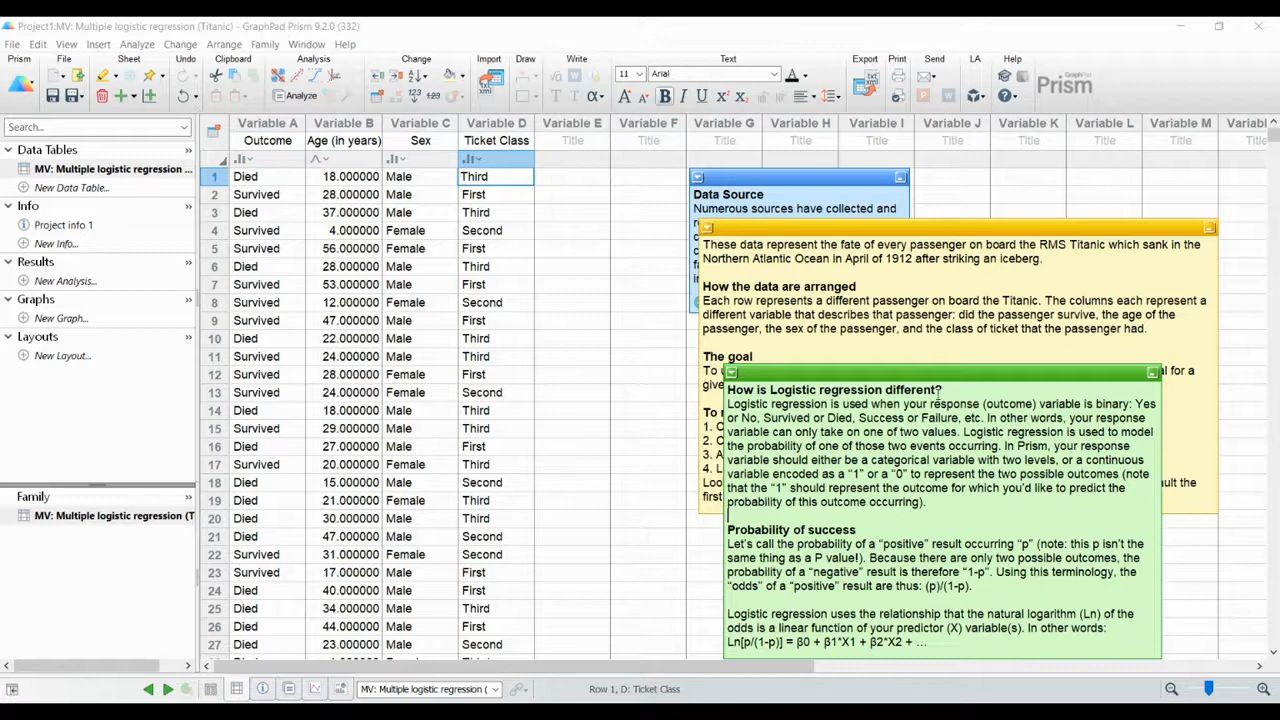 Project1:MV: Multiple logistic regression (Titanic) - GraphPad Prism 9.2.0 (332)
File Edit View Insert Analyze Change Arrange Family Window Help
Prism File Sheet Undo Clipboard Analysis Change Import Draw Write Text Export Print Send LA Help
Analyze 11 Arial GraphPad Prism
Search...
Data Tables
MV: Multiple logistic regression ...
New Data Table...
Info
Project info 1
New Info...
Results
New Analysis...
Graphs
New Graph...
Layouts
New Layout...
Family
MV: Multiple logistic regression (T
Variable A Variable B Variable C Variable D Variable E Variable F Variable G Variable H Variable I Variable J Variable K Variable L Variable M Variabl
Outcome Age (in years) Sex Ticket Class Title Title Title Title Title Title Title Title Title
1 Died 18.000000 Male Third
2 Survived 28.000000 Male First
3 Died 37.000000 Male Third
4 Survived 4.000000 Female Second
5 Survived 56.000000 Female First
6 Died 28.000000 Male Third
7 Survived 53.000000 Male First
8 Survived 12.000000 Female Second
9 Survived 47.000000 Female First
10 Died 22.000000 Male Third
11 Survived 24.000000 Male Third
12 Survived 28.000000 Female First
13 Survived 24.000000 Female Second
14 Died 18.000000 Male Third
15 Survived 29.000000 Male Third
16 Died 27.000000 Male First
17 Survived 20.000000 Female Third
18 Died 15.000000 Male Second
19 Died 21.000000 Female Third
20 Died 30.000000 Male Third
21 Died 47.000000 Male Second
22 Survived 31.000000 Female Second
23 Survived 17.000000 Male First
24 Died 40.000000 Male First
25 Died 34.000000 Male Third
26 Died 44.000000 Male First
27 Died 23.000000 Male Second
Data Source
Numerous sources have collected and
These data represent the fate of every passenger on board the RMS Titanic which sank in the
Northern Atlantic Ocean in April of 1912 after striking an iceberg.
How the data are arranged
Each row represents a different passenger on board the Titanic. The columns each represent a
different variable that describes that passenger: did the passenger survive, the age of the
passenger, the sex of the passenger, and the class of ticket that the passenger had.
The goal
To u al for a
give
1. C
2. C
3. A
4. L
Loo ult the
first
How is Logistic regression different?
Logistic regression is used when your response (outcome) variable is binary: Yes
or No, Survived or Died, Success or Failure, etc. In other words, your response
variable can only take on one of two values. Logistic regression is used to model
the probability of one of those two events occurring. In Prism, your response
variable should either be a categorical variable with two levels, or a continuous
variable encoded as a “1” or a “0” to represent the two possible outcomes (note
that the “1” should represent the outcome for which you’d like to predict the
probability of this outcome occurring).
Probability of success
Let’s call the probability of a “positive” result occurring “p” (note: this p isn’t the
same thing as a P value!). Because there are only two possible outcomes, the
probability of a “negative” result is therefore “1-p”. Using this terminology, the
“odds” of a “positive” result are thus: (p)/(1-p).
Logistic regression uses the relationship that the natural logarithm (Ln) of the
odds is a linear function of your predictor (X) variable(s). In other words:
Ln[p/(1-p)] = β0 + β1*X1 + β2*X2 + …
MV: Multiple logistic regression ( Row 1, D: Ticket Class